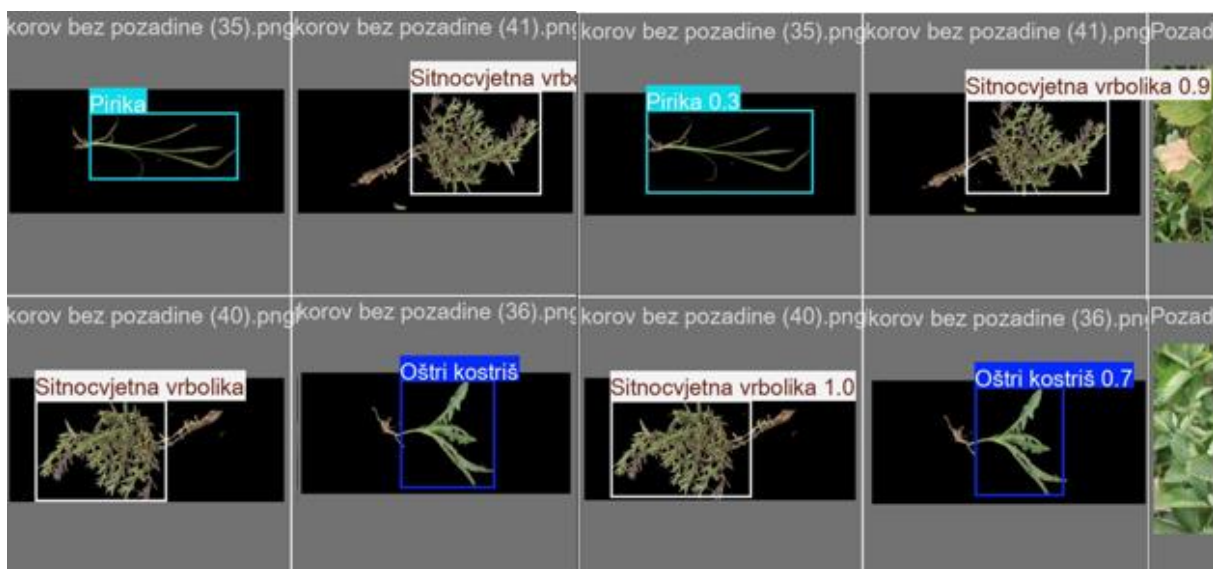 korov bez pozadine (35).png
korov bez pozadine (41).png
korov bez pozadine (35).png
korov bez pozadine (41).png
Pozad
Pirika
Sitnocvjetna vrbo
Pirika 0.3
Sitnocvjetna vrbolika 0.9
korov bez pozadine (40).png
korov bez pozadine (36).png
korov bez pozadine (40).png
korov bez pozadine (36).pn
Pozad
Sitnocvjetna vrbolika
Oštri kostriš
Sitnocvjetna vrbolika 1.0
Oštri kostriš 0.7